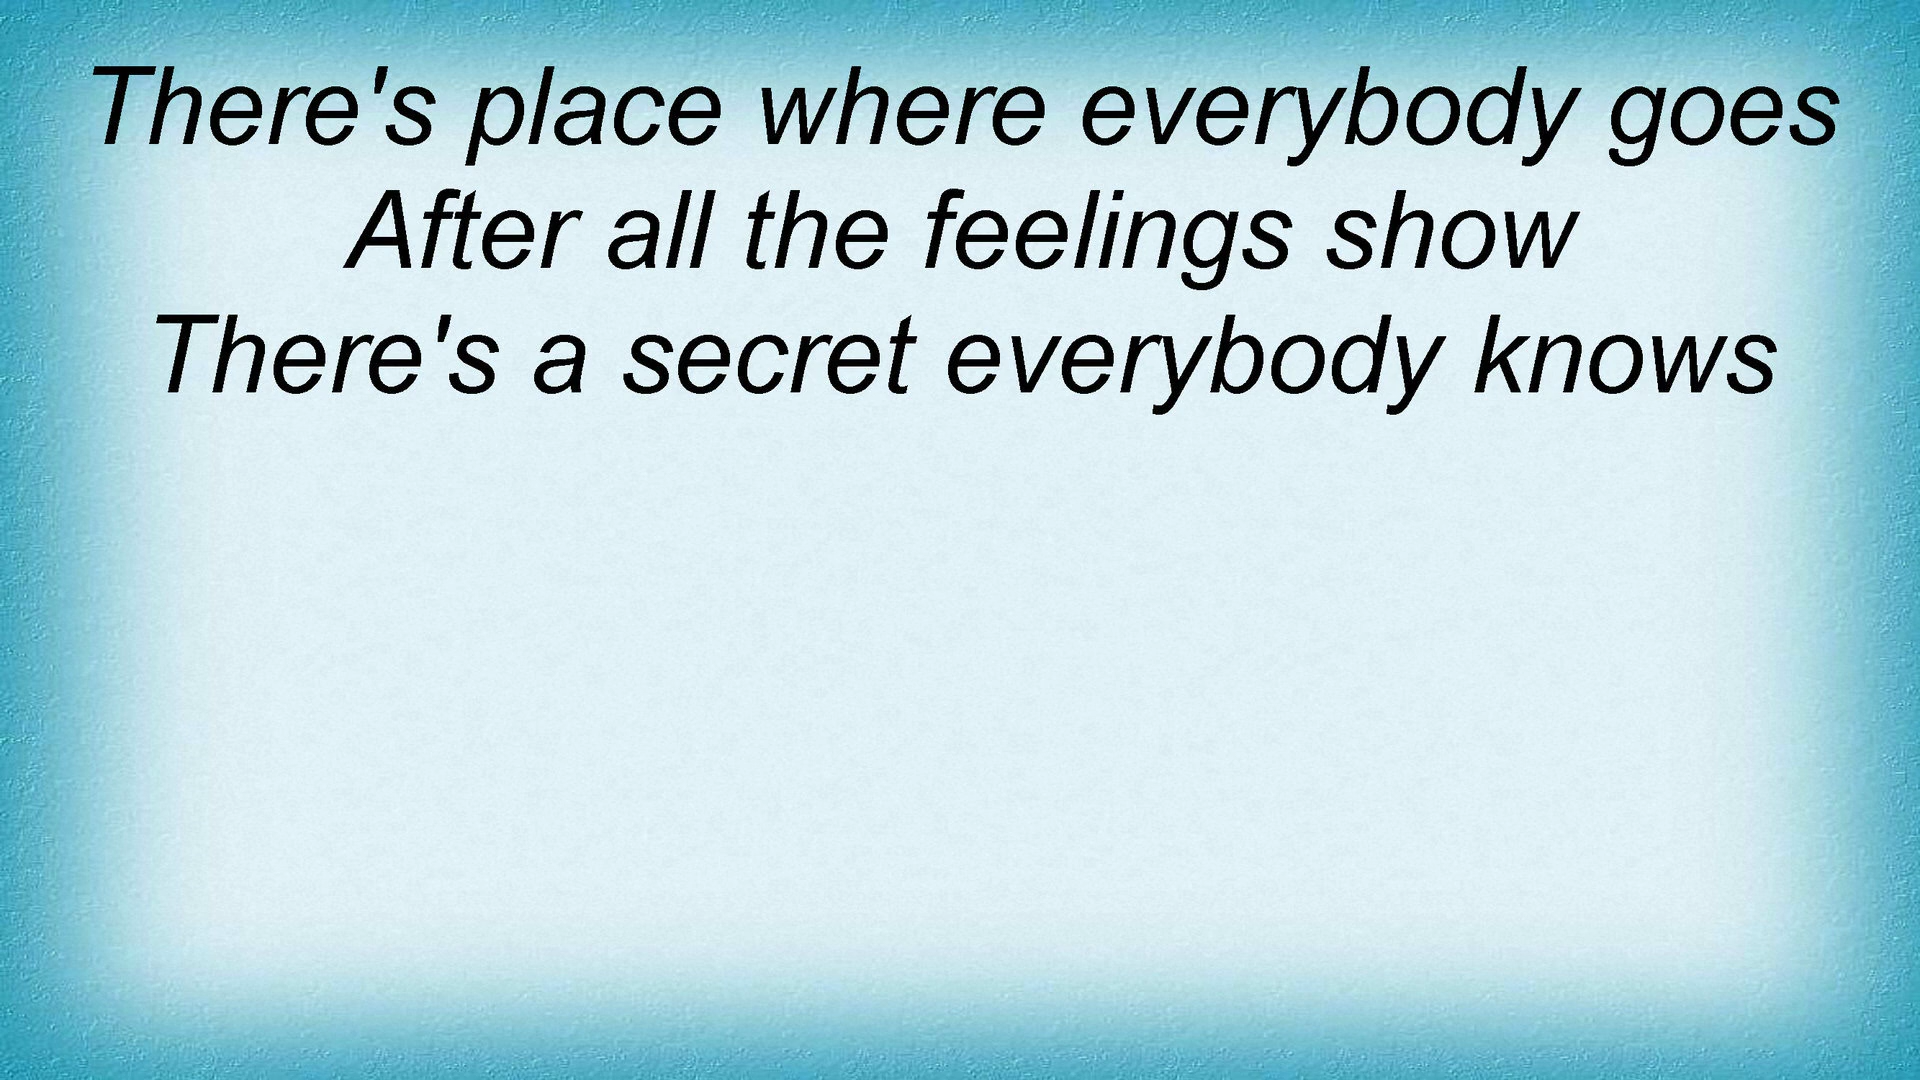 There's place where everybody goes
After all the feelings show
There's a secret everybody knows